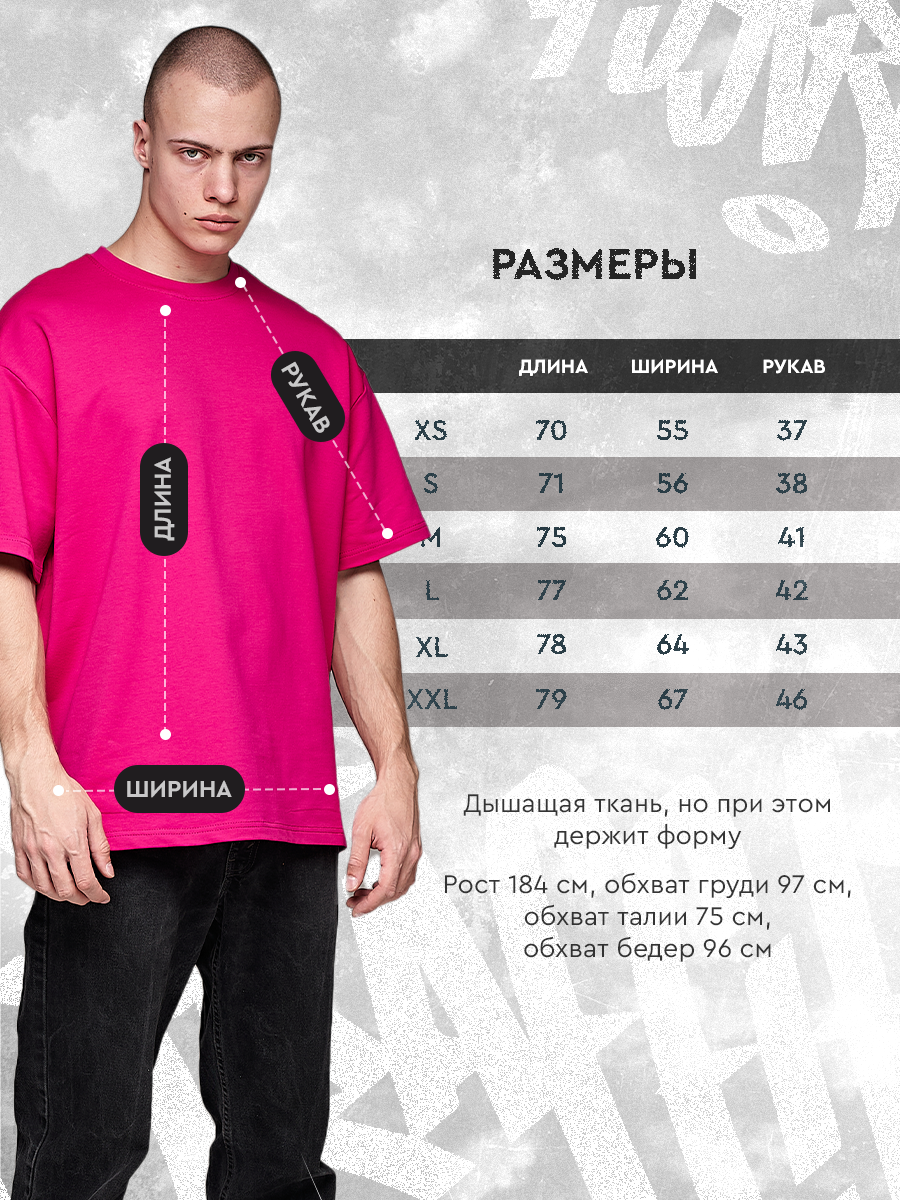 РАЗМЕРЫ
ДЛИНА ШИРИНА РУКАВ
XS 70 55 37
S 71 56 38
M 75 60 41
L 77 62 42
XL 78 64 43
XXL 79 67 46
РУКАВ
ДЛИНА
ШИРИНА
Дышащая ткань, но при этом
держит форму
Рост 184 см, обхват груди 97 см,
обхват талии 75 см,
обхват бедер 96 см